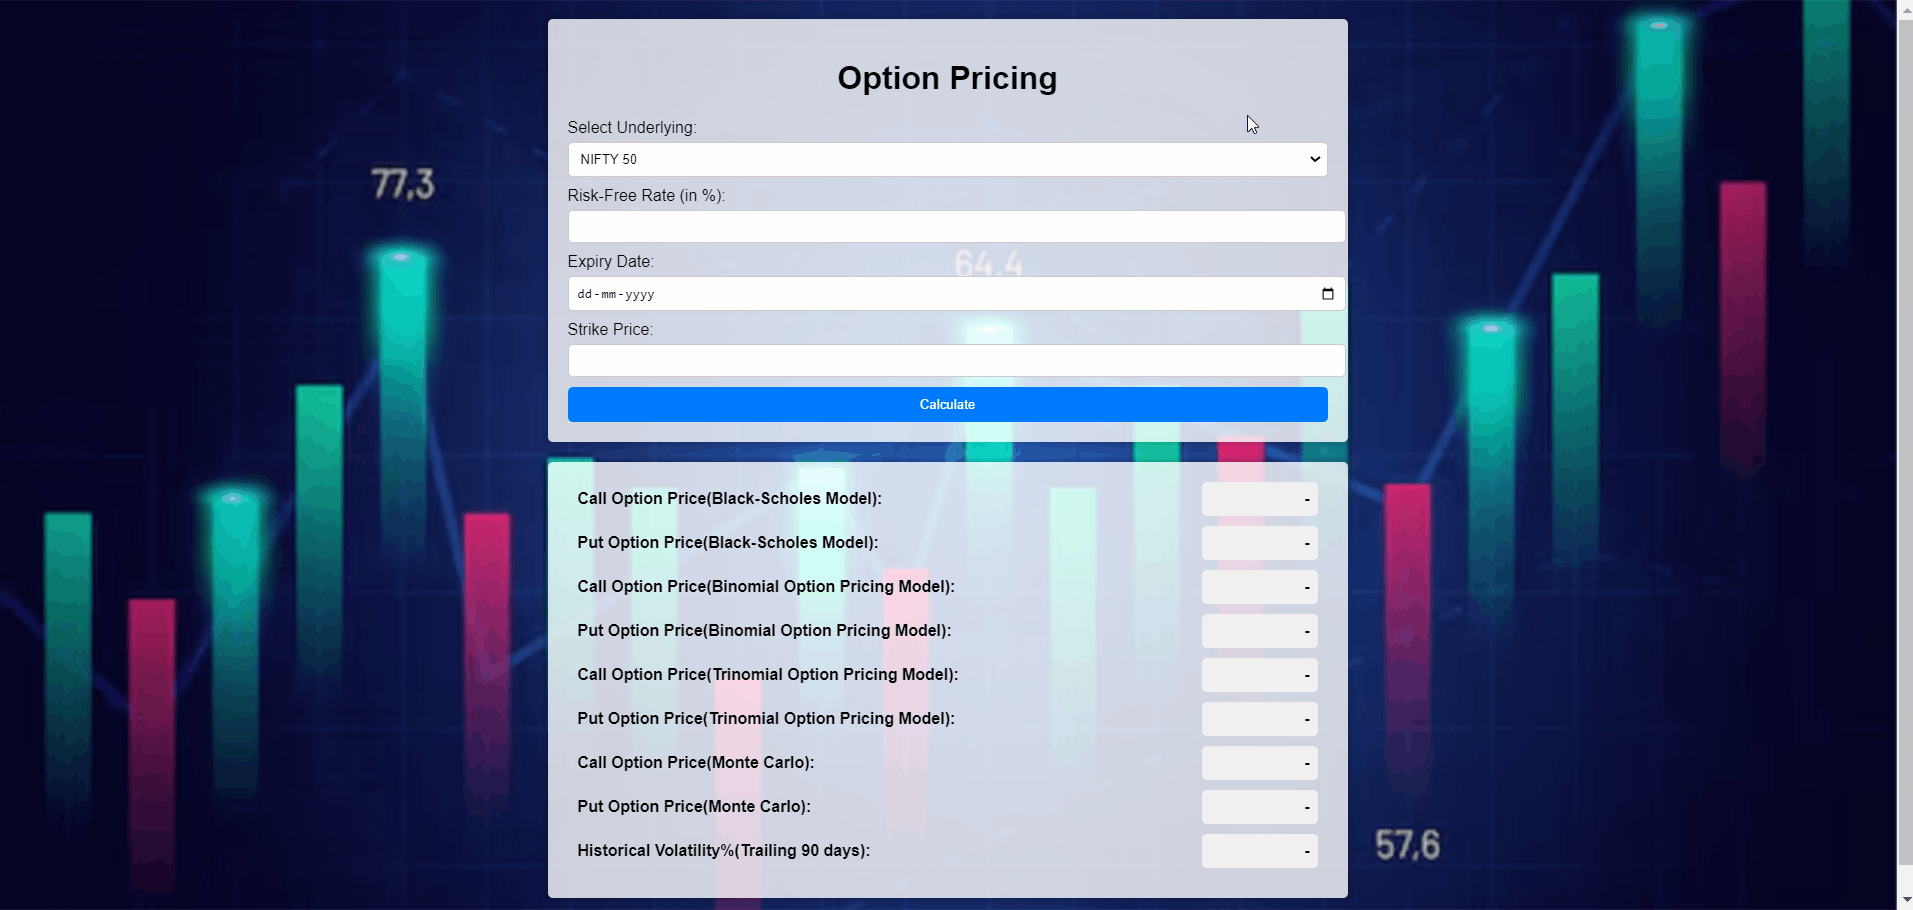 Option Pricing
Select Underlying:
NIFTY 50
77,3
Risk-Free Rate (in %):
64.4
Expiry Date:
dd-mm-yyyy
Strike Price:
Calculate
Call Option Price(Black-Scholes Model): -
Put Option Price(Black-Scholes Model): -
Call Option Price(Binomial Option Pricing Model): -
Put Option Price(Binomial Option Pricing Model): -
Call Option Price(Trinomial Option Pricing Model): -
Put Option Price(Trinomial Option Pricing Model): -
Call Option Price(Monte Carlo): -
Put Option Price(Monte Carlo): -
Historical Volatility%(Trailing 90 days): -
57,6